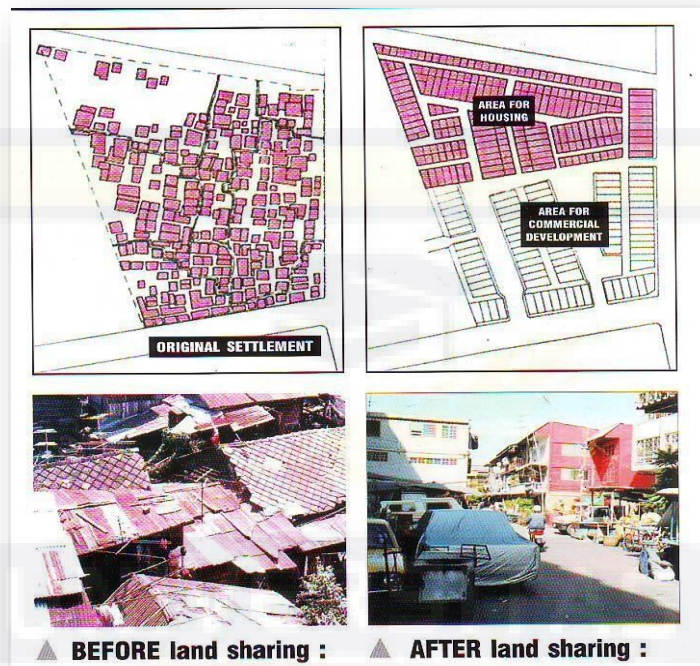 AREA FOR
HOUSING
AREA FOR
COMMERCIAL
DEVELOPMENT
ORIGINAL SETTLEMENT
BEFORE land sharing :
AFTER land sharing :